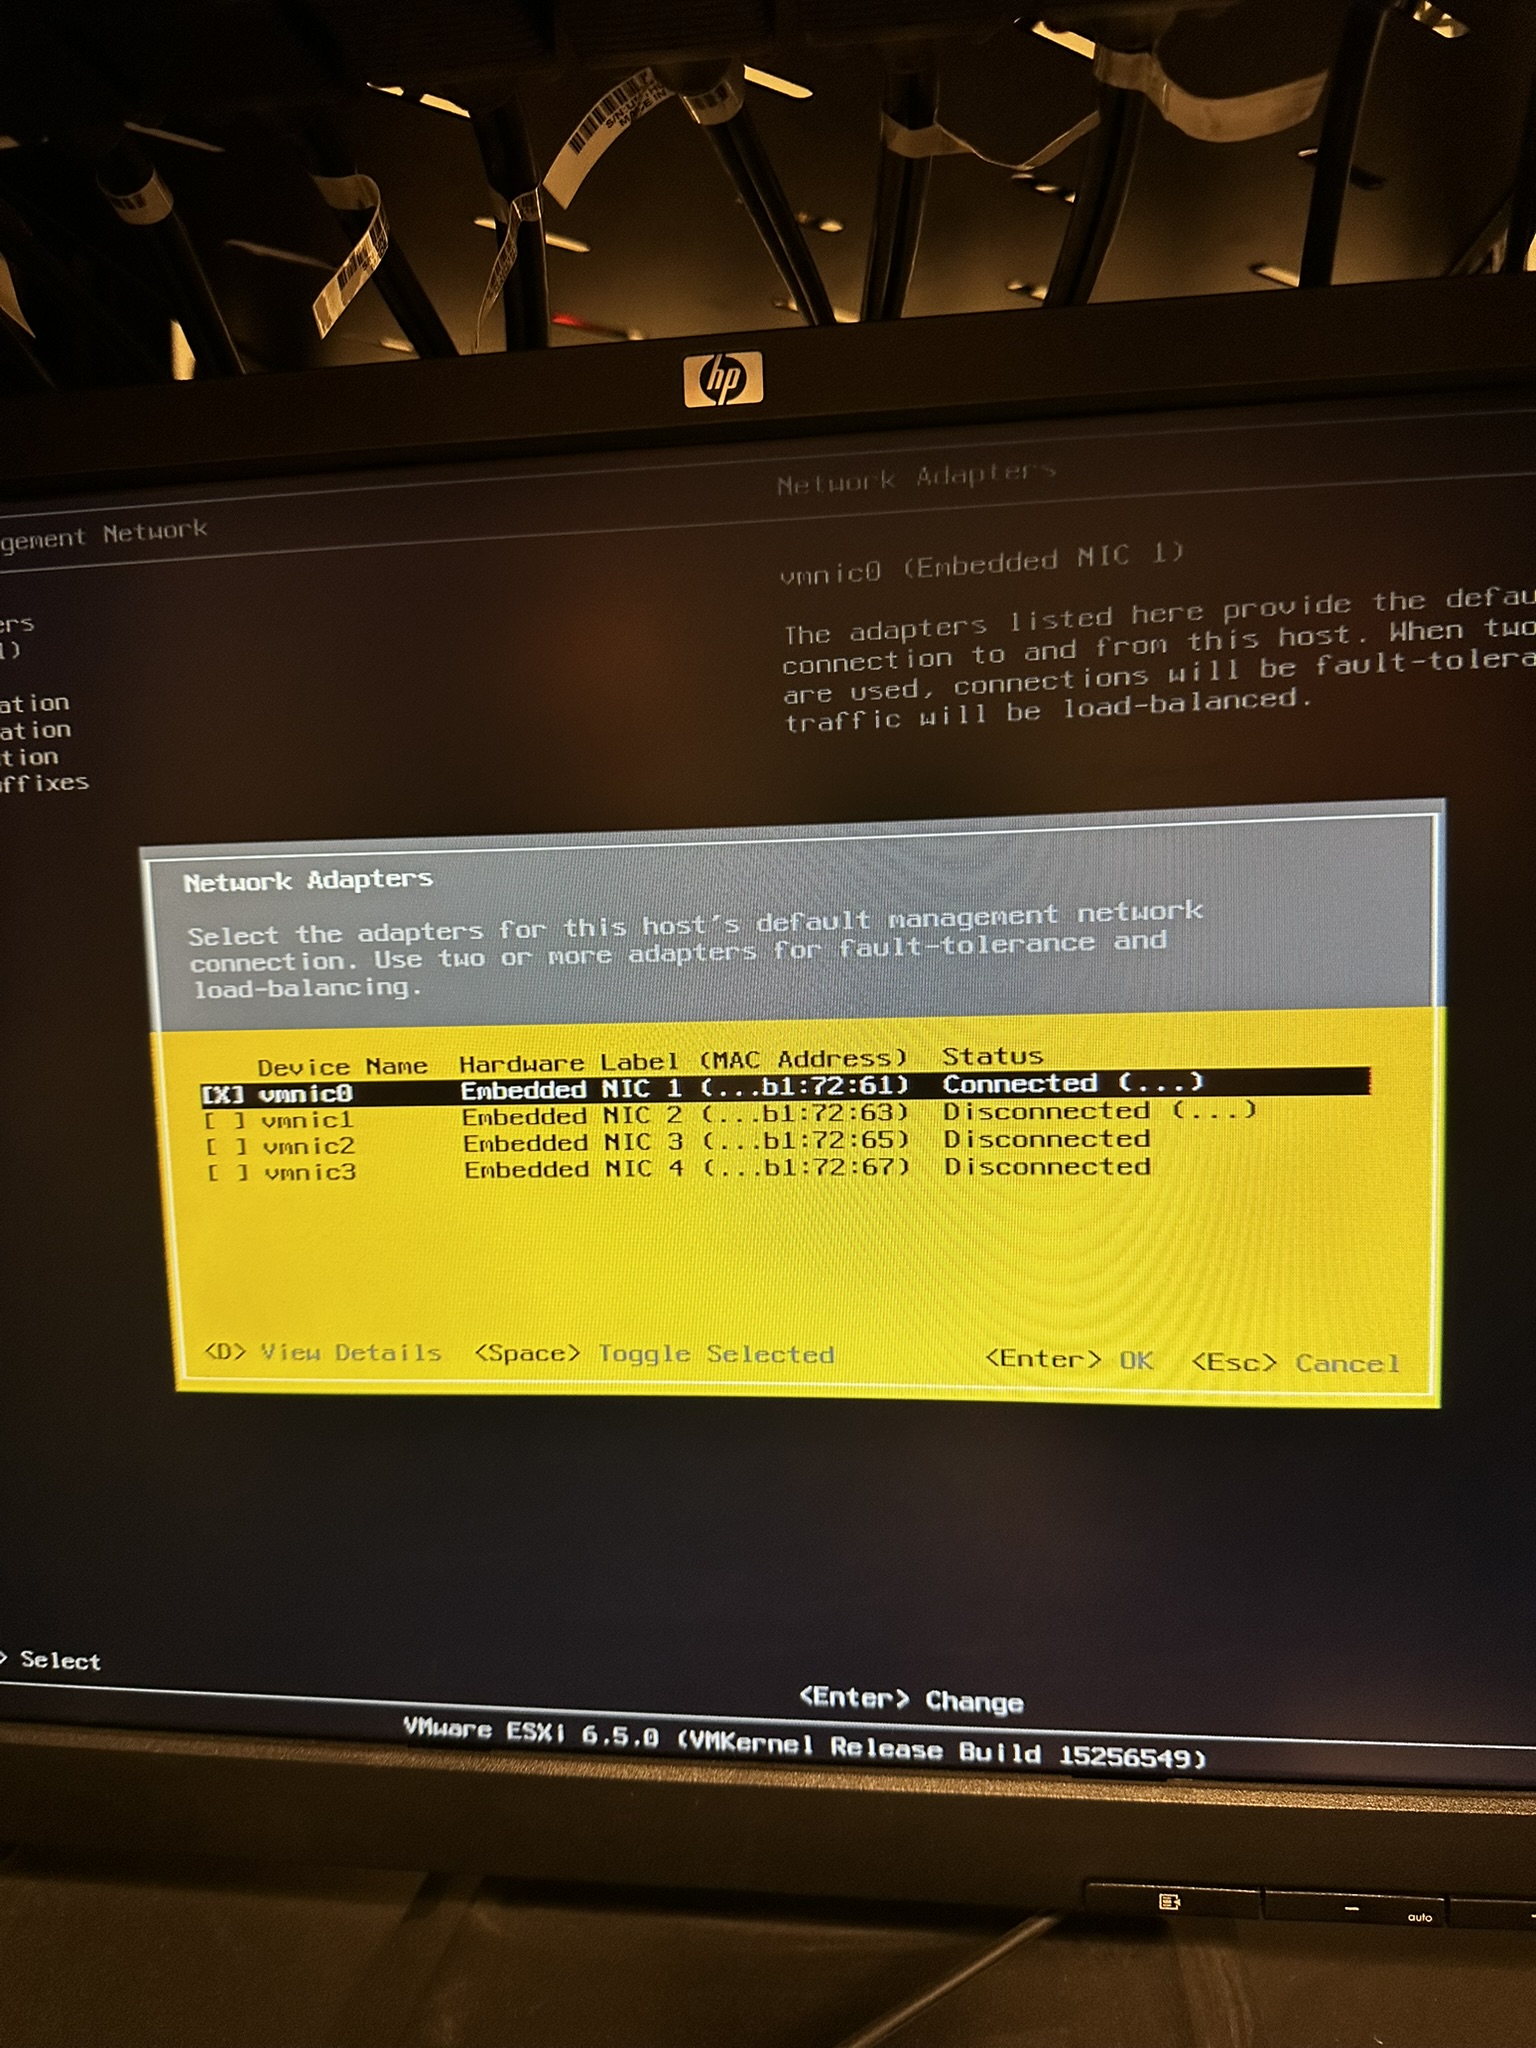 S/N:
MADE IN
hp
Network Adapters
gement Network
vmnic0 (Embedded NIC 1)
ers
l)
The adapters listed here provide the defau
connection to and from this host. When two
are used, connections will be fault-tolera
traffic will be load-balanced.
ation
ation
tion
ffixes
Network Adapters
Select the adapters for this host's default management network
connection. Use two or more adapters for fault-tolerance and
load-balancing.
Device Name Hardware Label (MAC Address) Status
[X] vmnic0 Embedded NIC 1 (...b1:72:61) Connected (...)
[ ] vmnic1 Embedded NIC 2 (...b1:72:63) Disconnected (...)
[ ] vmnic2 Embedded NIC 3 (...b1:72:65) Disconnected
[ ] vmnic3 Embedded NIC 4 (...b1:72:67) Disconnected
<D> View Details <Space> Toggle Selected <Enter> OK <Esc> Cancel
> Select
<Enter> Change
VMware ESXi 6.5.0 (VMKernel Release Build 15256549)
auto